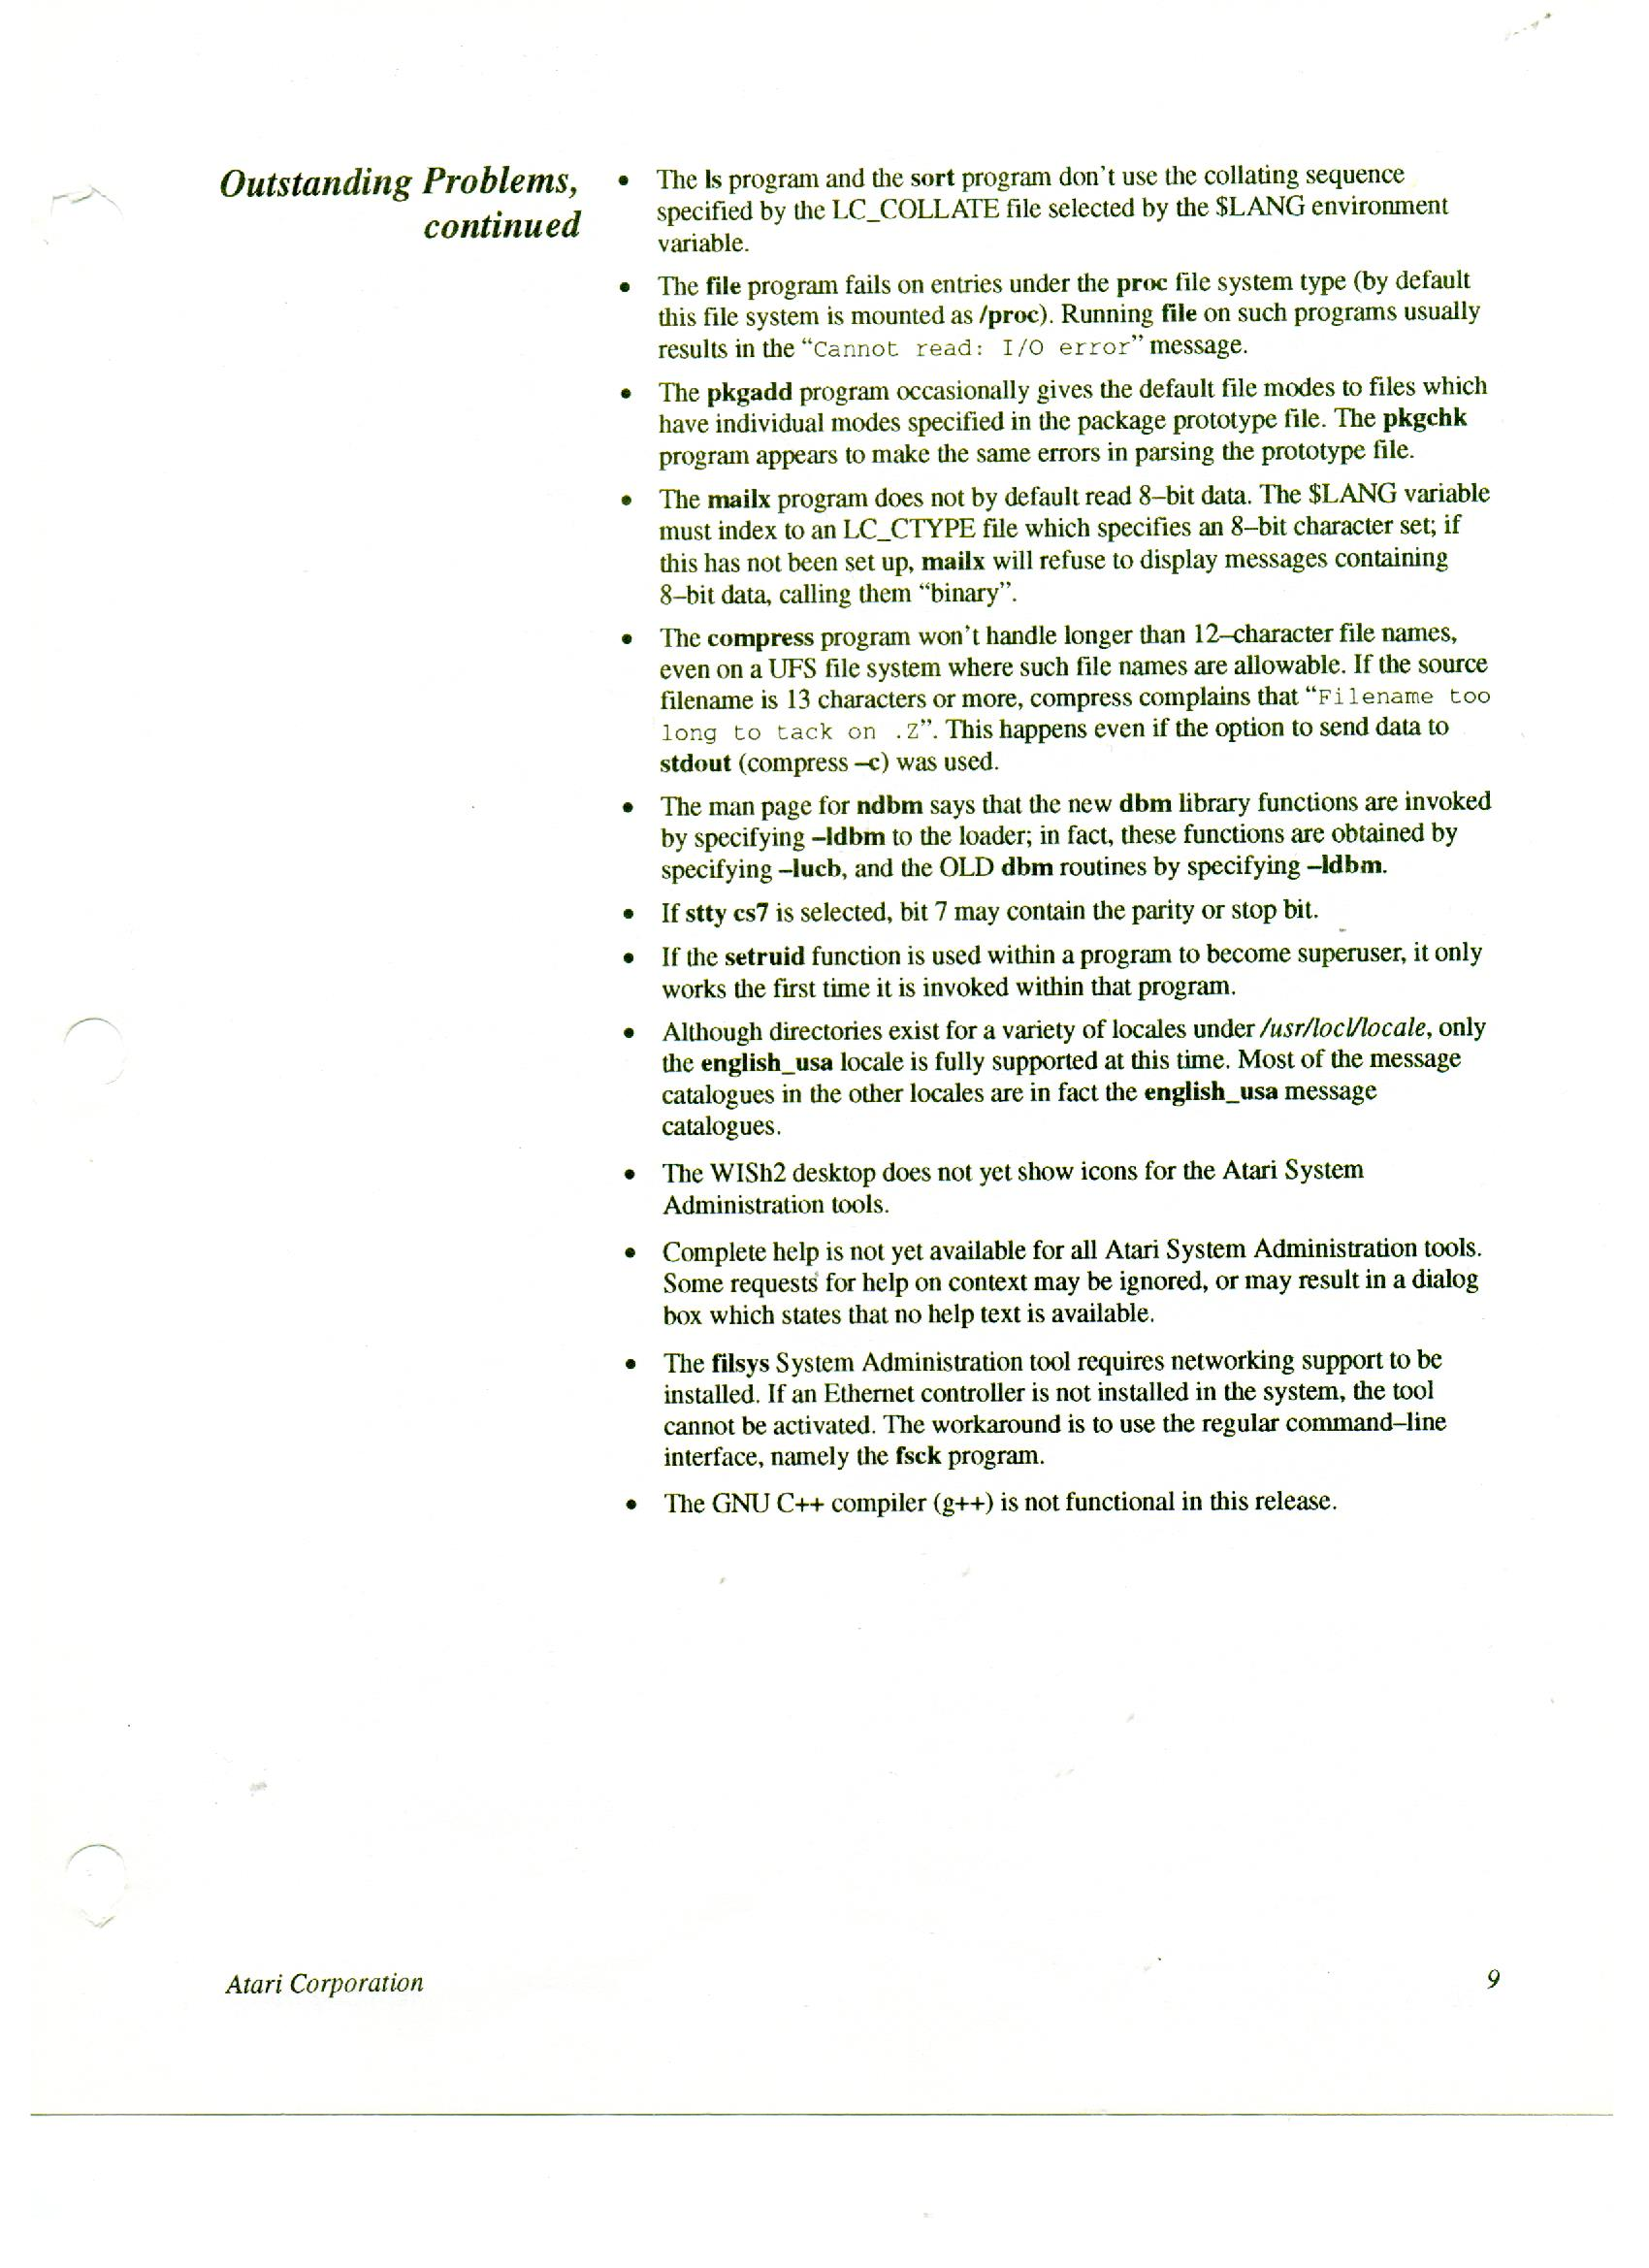 Outstanding Problems,
continued
• The ls program and the sort program don't use the collating sequence
specified by the LC_COLLATE file selected by the $LANG environment
variable.
• The file program fails on entries under the proc file system type (by default
this file system is mounted as /proc). Running file on such programs usually
results in the “Cannot read: I/O error” message.
• The pkgadd program occasionally gives the default file modes to files which
have individual modes specified in the package prototype file. The pkgchk
program appears to make the same errors in parsing the prototype file.
• The mailx program does not by default read 8–bit data. The $LANG variable
must index to an LC_CTYPE file which specifies an 8–bit character set; if
this has not been set up, mailx will refuse to display messages containing
8–bit data, calling them “binary”.
• The compress program won't handle longer than 12–character file names,
even on a UFS file system where such file names are allowable. If the source
filename is 13 characters or more, compress complains that “Filename too
long to tack on .Z”. This happens even if the option to send data to
stdout (compress –c) was used.
• The man page for ndbm says that the new dbm library functions are invoked
by specifying –ldbm to the loader; in fact, these functions are obtained by
specifying –lucb, and the OLD dbm routines by specifying –ldbm.
• If stty cs7 is selected, bit 7 may contain the parity or stop bit.
• If the setruid function is used within a program to become superuser, it only
works the first time it is invoked within that program.
• Although directories exist for a variety of locales under /usr/locl/locale, only
the english_usa locale is fully supported at this time. Most of the message
catalogues in the other locales are in fact the english_usa message
catalogues.
• The WISh2 desktop does not yet show icons for the Atari System
Administration tools.
• Complete help is not yet available for all Atari System Administration tools.
Some requests for help on context may be ignored, or may result in a dialog
box which states that no help text is available.
• The filsys System Administration tool requires networking support to be
installed. If an Ethernet controller is not installed in the system, the tool
cannot be activated. The workaround is to use the regular command–line
interface, namely the fsck program.
• The GNU C++ compiler (g++) is not functional in this release.
Atari Corporation
9